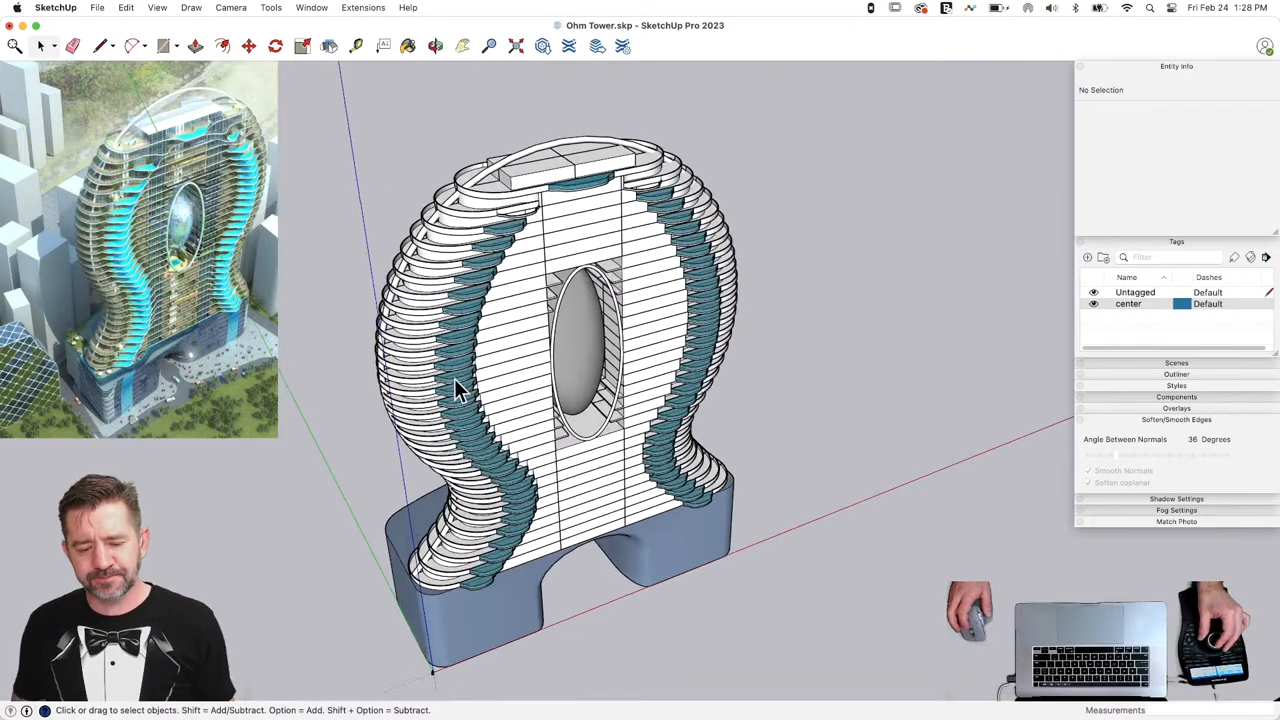 SketchUp File Edit View Draw Camera Tools Window Extensions Help Fri Feb 24 1:28 PM
Ohm Tower.skp - SketchUp Pro 2023
Entity Info
No Selection
Tags
Filter
Name Dashes
Untagged Default
center Default
Scenes
Outliner
Styles
Components
Overlays
Soften/Smooth Edges
Angle Between Normals 36 Degrees
Smooth Normals
Soften coplanar
Shadow Settings
Fog Settings
Match Photo
Click or drag to select objects. Shift = Add/Subtract. Option = Add. Shift + Option = Subtract. Measurements